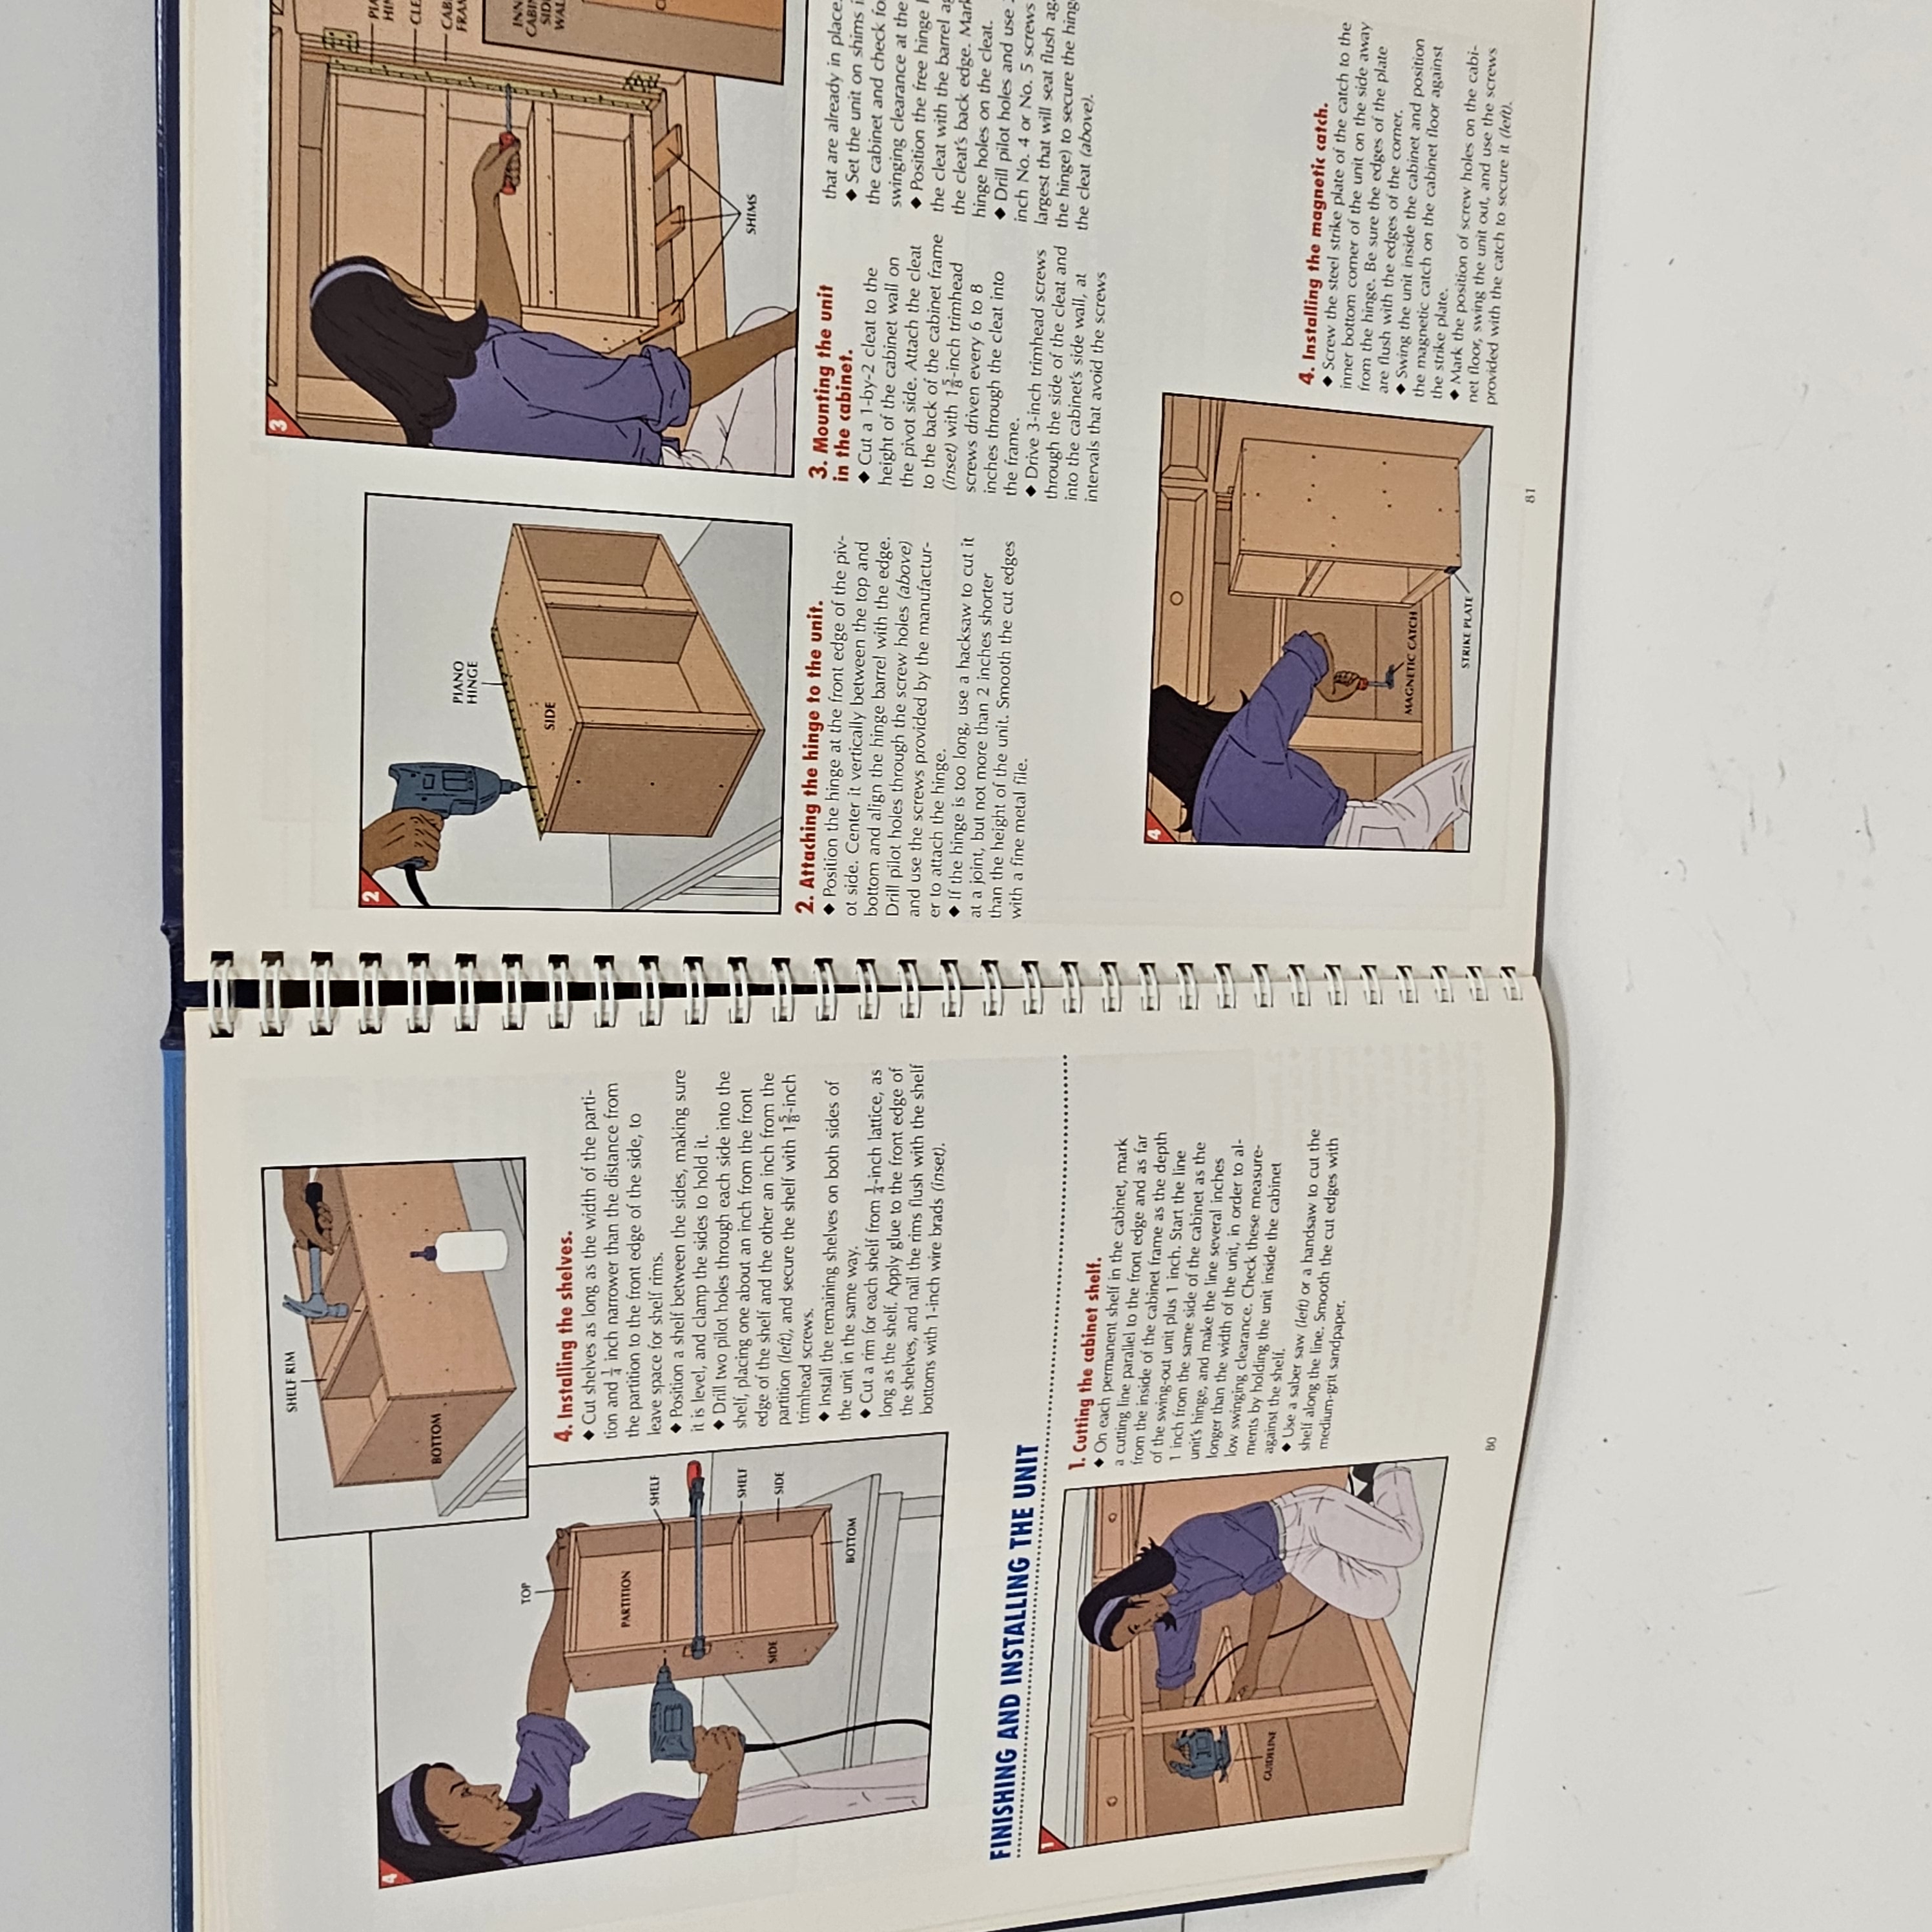 4
SHELF RIM
BOTTOM
TOP
PARTITION
SHELF
SHELF
SIDE
SIDE
BOTTOM
4. Installing the shelves.
◆ Cut shelves as long as the width of the parti-
tion and 1/4 inch narrower than the distance from
the partition to the front edge of the side, to
leave space for shelf rims.
◆ Position a shelf between the sides, making sure
it is level, and clamp the sides to hold it.
◆ Drill two pilot holes through each side into the
shelf, placing one about an inch from the front
edge of the shelf and the other an inch from the
partition (left), and secure the shelf with 1 5/8-inch
trimhead screws.
◆ Install the remaining shelves on both sides of
the unit in the same way.
◆ Cut a rim for each shelf from 1/4-inch lattice, as
long as the shelf. Apply glue to the front edge of
the shelves, and nail the rims flush with the shelf
bottoms with 1-inch wire brads (inset).
FINISHING AND INSTALLING THE UNIT
1
GUIDELINE
1. Cutting the cabinet shelf.
◆ On each permanent shelf in the cabinet, mark
a cutting line parallel to the front edge and as far
from the inside of the cabinet frame as the depth
of the swing-out unit plus 1 inch. Start the line
1 inch from the same side of the cabinet as the
unit's hinge, and make the line several inches
longer than the width of the unit, in order to al-
low swinging clearance. Check these measure-
ments by holding the unit inside the cabinet
against the shelf.
◆ Use a saber saw (left) or a handsaw to cut the
shelf along the line. Smooth the cut edges with
medium-grit sandpaper.
80
2
PIANO
HINGE
SIDE
2. Attaching the hinge to the unit.
◆ Position the hinge at the front edge of the piv-
ot side. Center it vertically between the top and
bottom and align the hinge barrel with the edge.
Drill pilot holes through the screw holes (above)
and use the screws provided by the manufactur-
er to attach the hinge.
◆ If the hinge is too long, use a hacksaw to cut it
at a joint, but not more than 2 inches shorter
than the height of the unit. Smooth the cut edges
with a fine metal file.
3
PIA
HIN
CLE
CAB
FRA
INN
CABI
SID
WAL
C
SHIMS
3. Mounting the unit
in the cabinet.
◆ Cut a 1-by-2 cleat to the
height of the cabinet wall on
the pivot side. Attach the cleat
to the back of the cabinet frame
(inset) with 1 5/8-inch trimhead
screws driven every 6 to 8
inches through the cleat into
the frame.
◆ Drive 3-inch trimhead screws
through the side of the cleat and
into the cabinet's side wall, at
intervals that avoid the screws
that are already in place.
◆ Set the unit on shims i
the cabinet and check fo
swinging clearance at the
◆ Position the free hinge l
the cleat with the barrel ag
the cleat's back edge. Mark
hinge holes on the cleat.
◆ Drill pilot holes and use
inch No. 4 or No. 5 screws
largest that will seat flush ag
the hinge) to secure the hing
the cleat (above).
4
MAGNETIC CATCH
STRIKE PLATE
4. Installing the magnetic catch.
◆ Screw the steel strike plate of the catch to the
inner bottom corner of the unit on the side away
from the hinge. Be sure the edges of the plate
are flush with the edges of the corner.
◆ Swing the unit inside the cabinet and position
the magnetic catch on the cabinet floor against
the strike plate.
◆ Mark the position of screw holes on the cabi-
net floor, swing the unit out, and use the screws
provided with the catch to secure it (left).
81